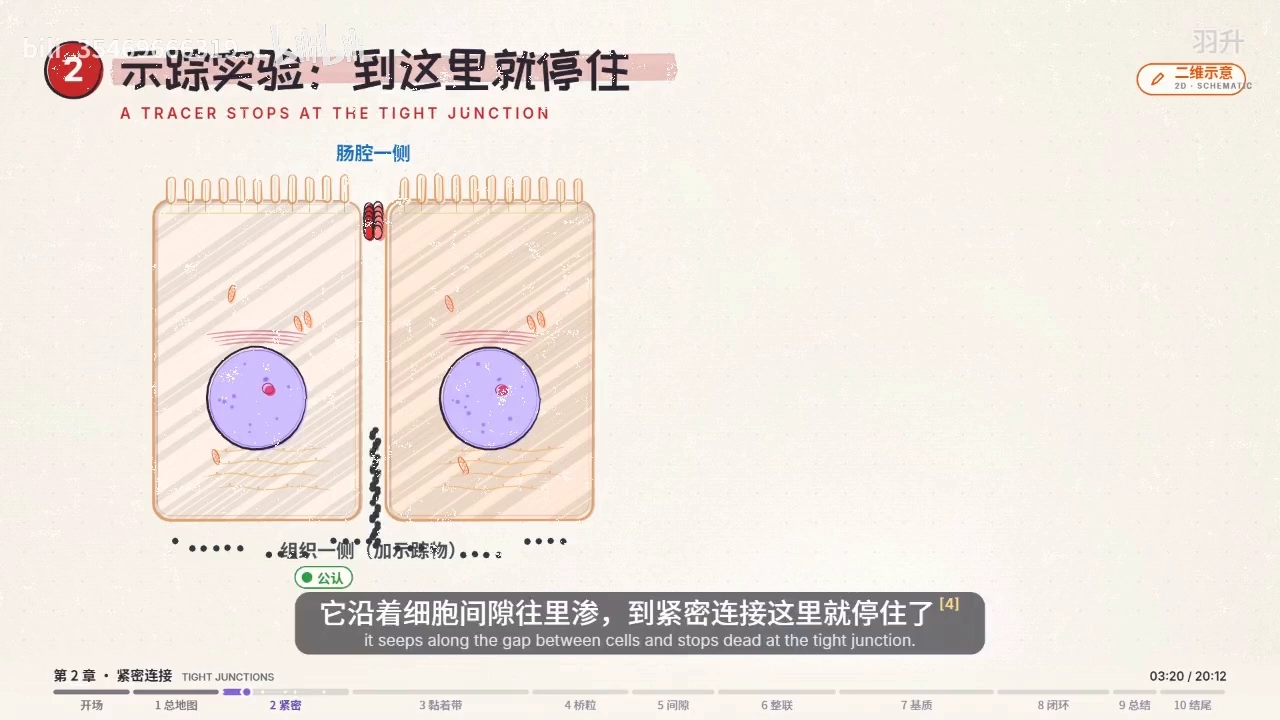 羽升
2 示踪实验：到这里就停住
A TRACER STOPS AT THE TIGHT JUNCTION
二维示意
2D · SCHEMATIC
肠腔一侧
组织一侧（加示踪物）
公认
它沿着细胞间隙往里渗，到紧密连接这里就停住了[4]
it seeps along the gap between cells and stops dead at the tight junction.
第 2 章 · 紧密连接 TIGHT JUNCTIONS
03:20 / 20:12
开场 1 总地图 2 紧密 3 黏着带 4 桥粒 5 间隙 6 整联 7 基质 8 闭环 9 总结 10 结尾